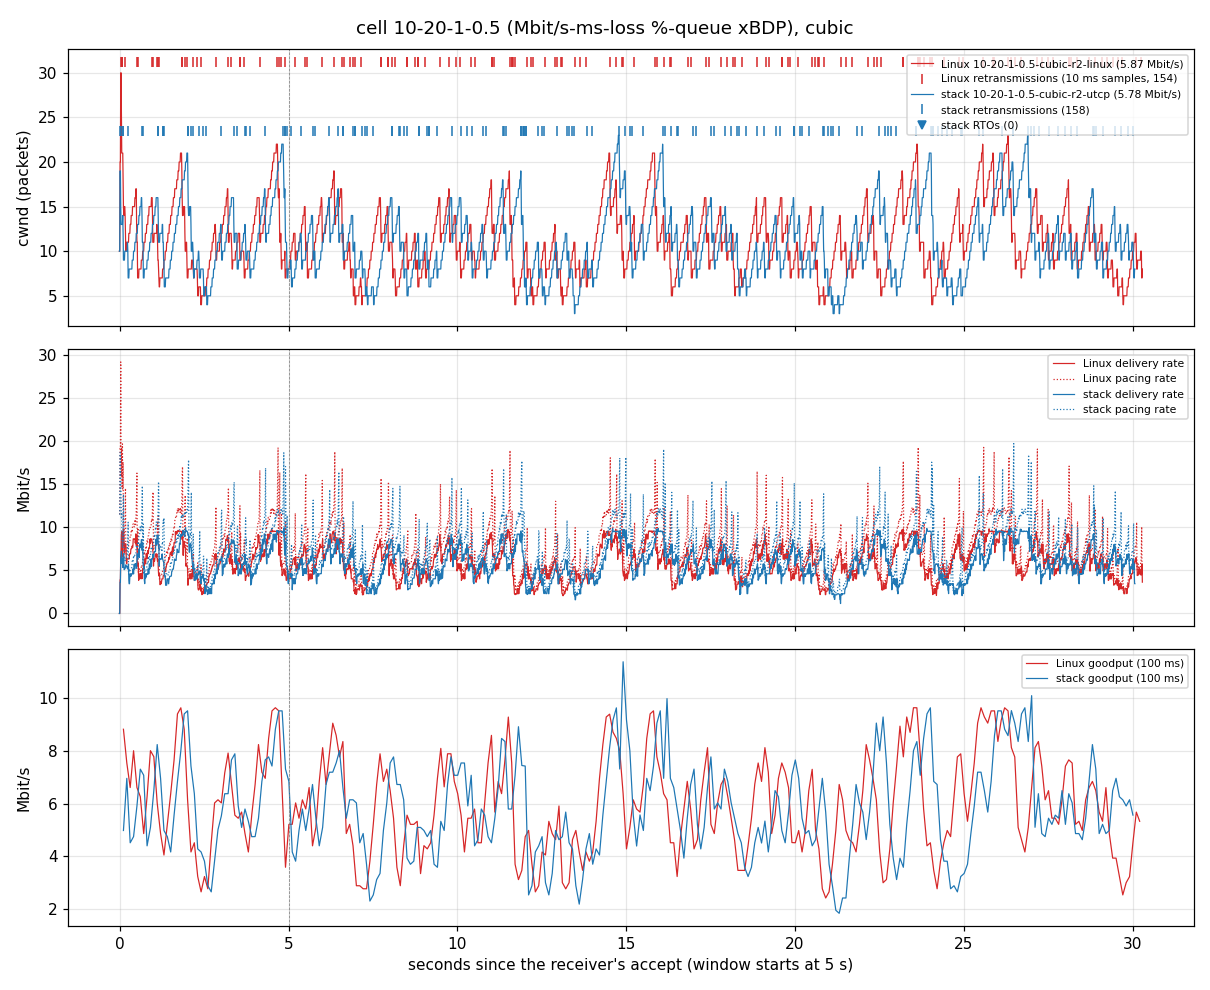 cell 10-20-1-0.5 (Mbit/s-ms-loss %-queue xBDP), cubic
cwnd (packets)
30
25
20
15
10
5
Linux 10-20-1-0.5-cubic-r2-linux (5.87 Mbit/s)
Linux retransmissions (10 ms samples, 154)
stack 10-20-1-0.5-cubic-r2-utcp (5.78 Mbit/s)
stack retransmissions (158)
stack RTOs (0)
Mbit/s
30
25
20
15
10
5
0
Linux delivery rate
Linux pacing rate
stack delivery rate
stack pacing rate
Mbit/s
10
8
6
4
2
Linux goodput (100 ms)
stack goodput (100 ms)
0 5 10 15 20 25 30
seconds since the receiver's accept (window starts at 5 s)